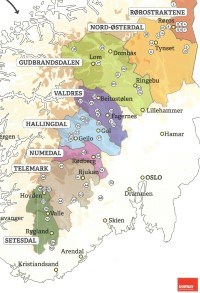 RØROSTRAKTENE
Røros
NORD-ØSTERDAL
Tynset
Dombås
GUDBRANDSDALEN
Lom
Ringebu
VALDRES
Beitostølen
Lillehammer
Fagernes
HALLINGDAL
Hamar
Gol
Geilo
NUMEDAL
Rødberg
TELEMARK
Rjukan
OSLO
Hovden
Drammen
Valle
Skien
Bygland
SETESDAL
Arendal
Kristiansand